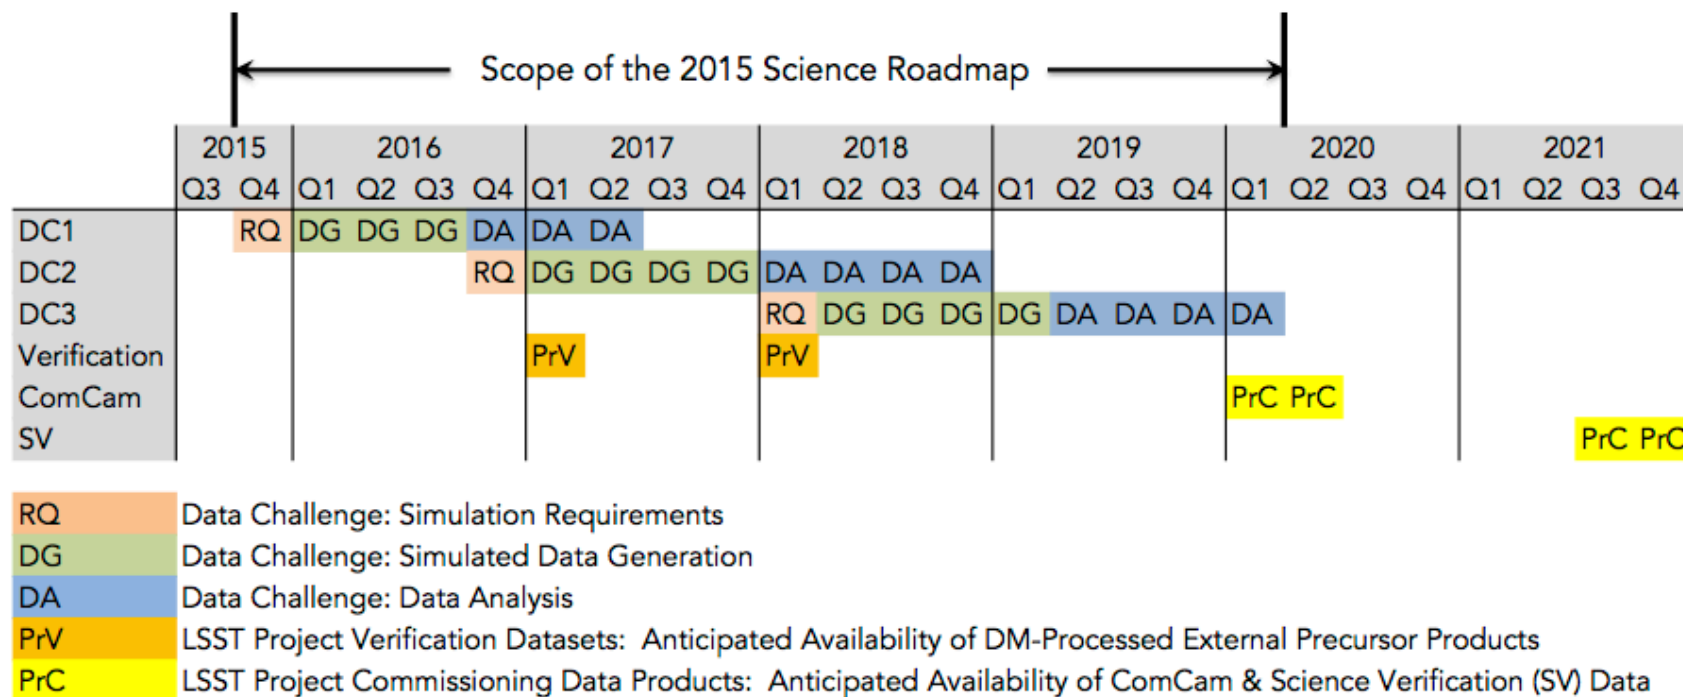 Scope of the 2015 Science Roadmap
2015 2016 2017 2018 2019 2020 2021
Q3 Q4 Q1 Q2 Q3 Q4 Q1 Q2 Q3 Q4 Q1 Q2 Q3 Q4 Q1 Q2 Q3 Q4 Q1 Q2 Q3 Q4 Q1 Q2 Q3 Q4
DC1 RQ DG DG DG DA DA DA
DC2 RQ DG DG DG DG DA DA DA DA
DC3 RQ DG DG DG DG DA DA DA DA
Verification PrV PrV
ComCam PrC PrC
SV PrC PrC
RQ Data Challenge: Simulation Requirements
DG Data Challenge: Simulated Data Generation
DA Data Challenge: Data Analysis
PrV LSST Project Verification Datasets: Anticipated Availability of DM-Processed External Precursor Products
PrC LSST Project Commissioning Data Products: Anticipated Availability of ComCam & Science Verification (SV) Data